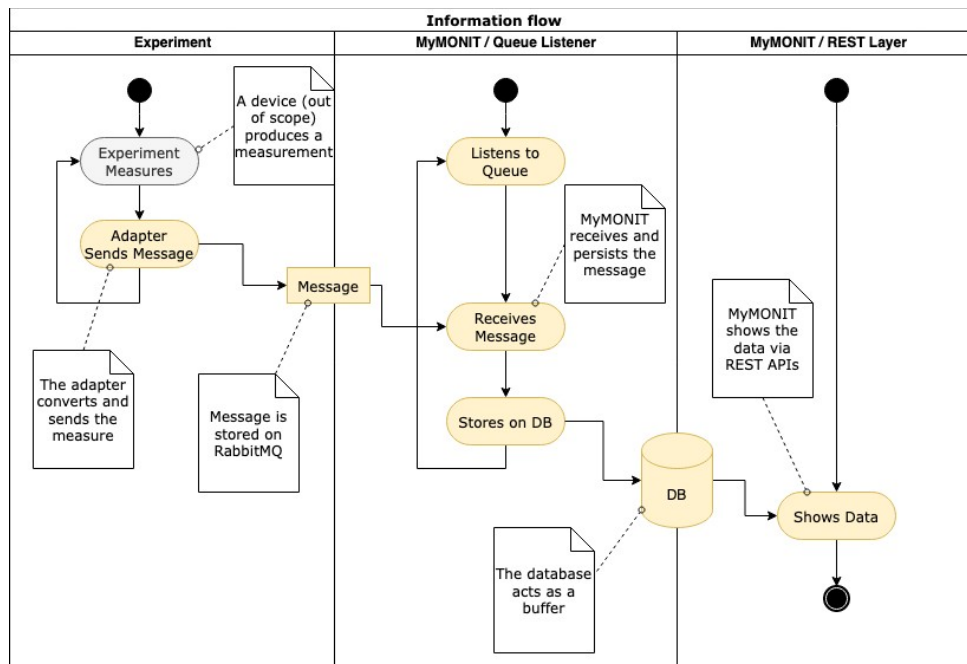 Information flow
Experiment
MyMONIT / Queue Listener
MyMONIT / REST Layer
A device (out
of scope)
produces a
measurement
Experiment
Measures
Listens to
Queue
Adapter
Sends Message
MyMONIT
receives and
persists the
message
Message
Receives
Message
MyMONIT
shows the
data via
REST APIs
The adapter
converts and
sends the
measure
Message is
stored on
RabbitMQ
Stores on DB
DB
Shows Data
The database
acts as a
buffer